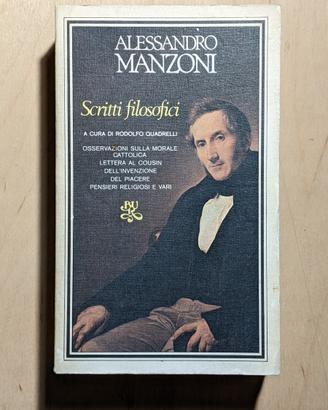 ALESSANDRO
MANZONI
Scritti filosofici
A CURA DI RODOLFO QUADRELLI
OSSERVAZIONI SULLA MORALE
CATTOLICA
LETTERA AL COUSIN
DELL'INVENZIONE
DEL PIACERE
PENSIERI RELIGIOSI E VARI
BUR